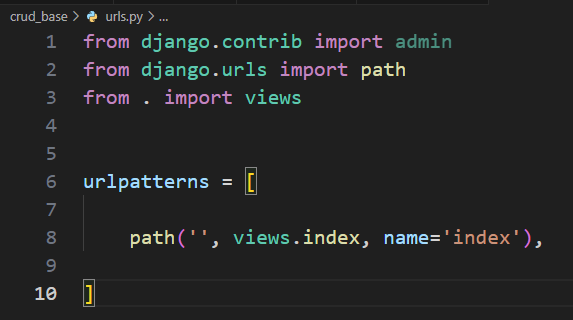 crud_base > urls.py > ...
1 from django.contrib import admin
2 from django.urls import path
3 from . import views
4
5
6 urlpatterns = [
7
8     path('', views.index, name='index'),
9
10 ]